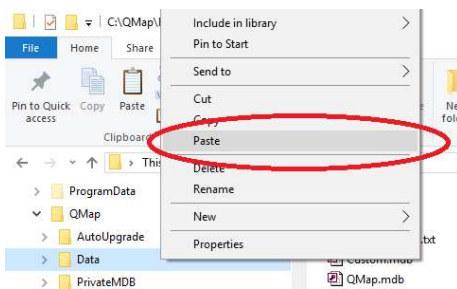 C:\QMap\
File Home Share
Pin to Quick access
Copy
Paste
Clipboard
Include in library
Pin to Start
Send to
Cut
Copy
Paste
Delete
Rename
New
Properties
ProgramData
QMap
AutoUpgrade
Data
PrivateMDB
.txt
Custom.mdb
QMap.mdb